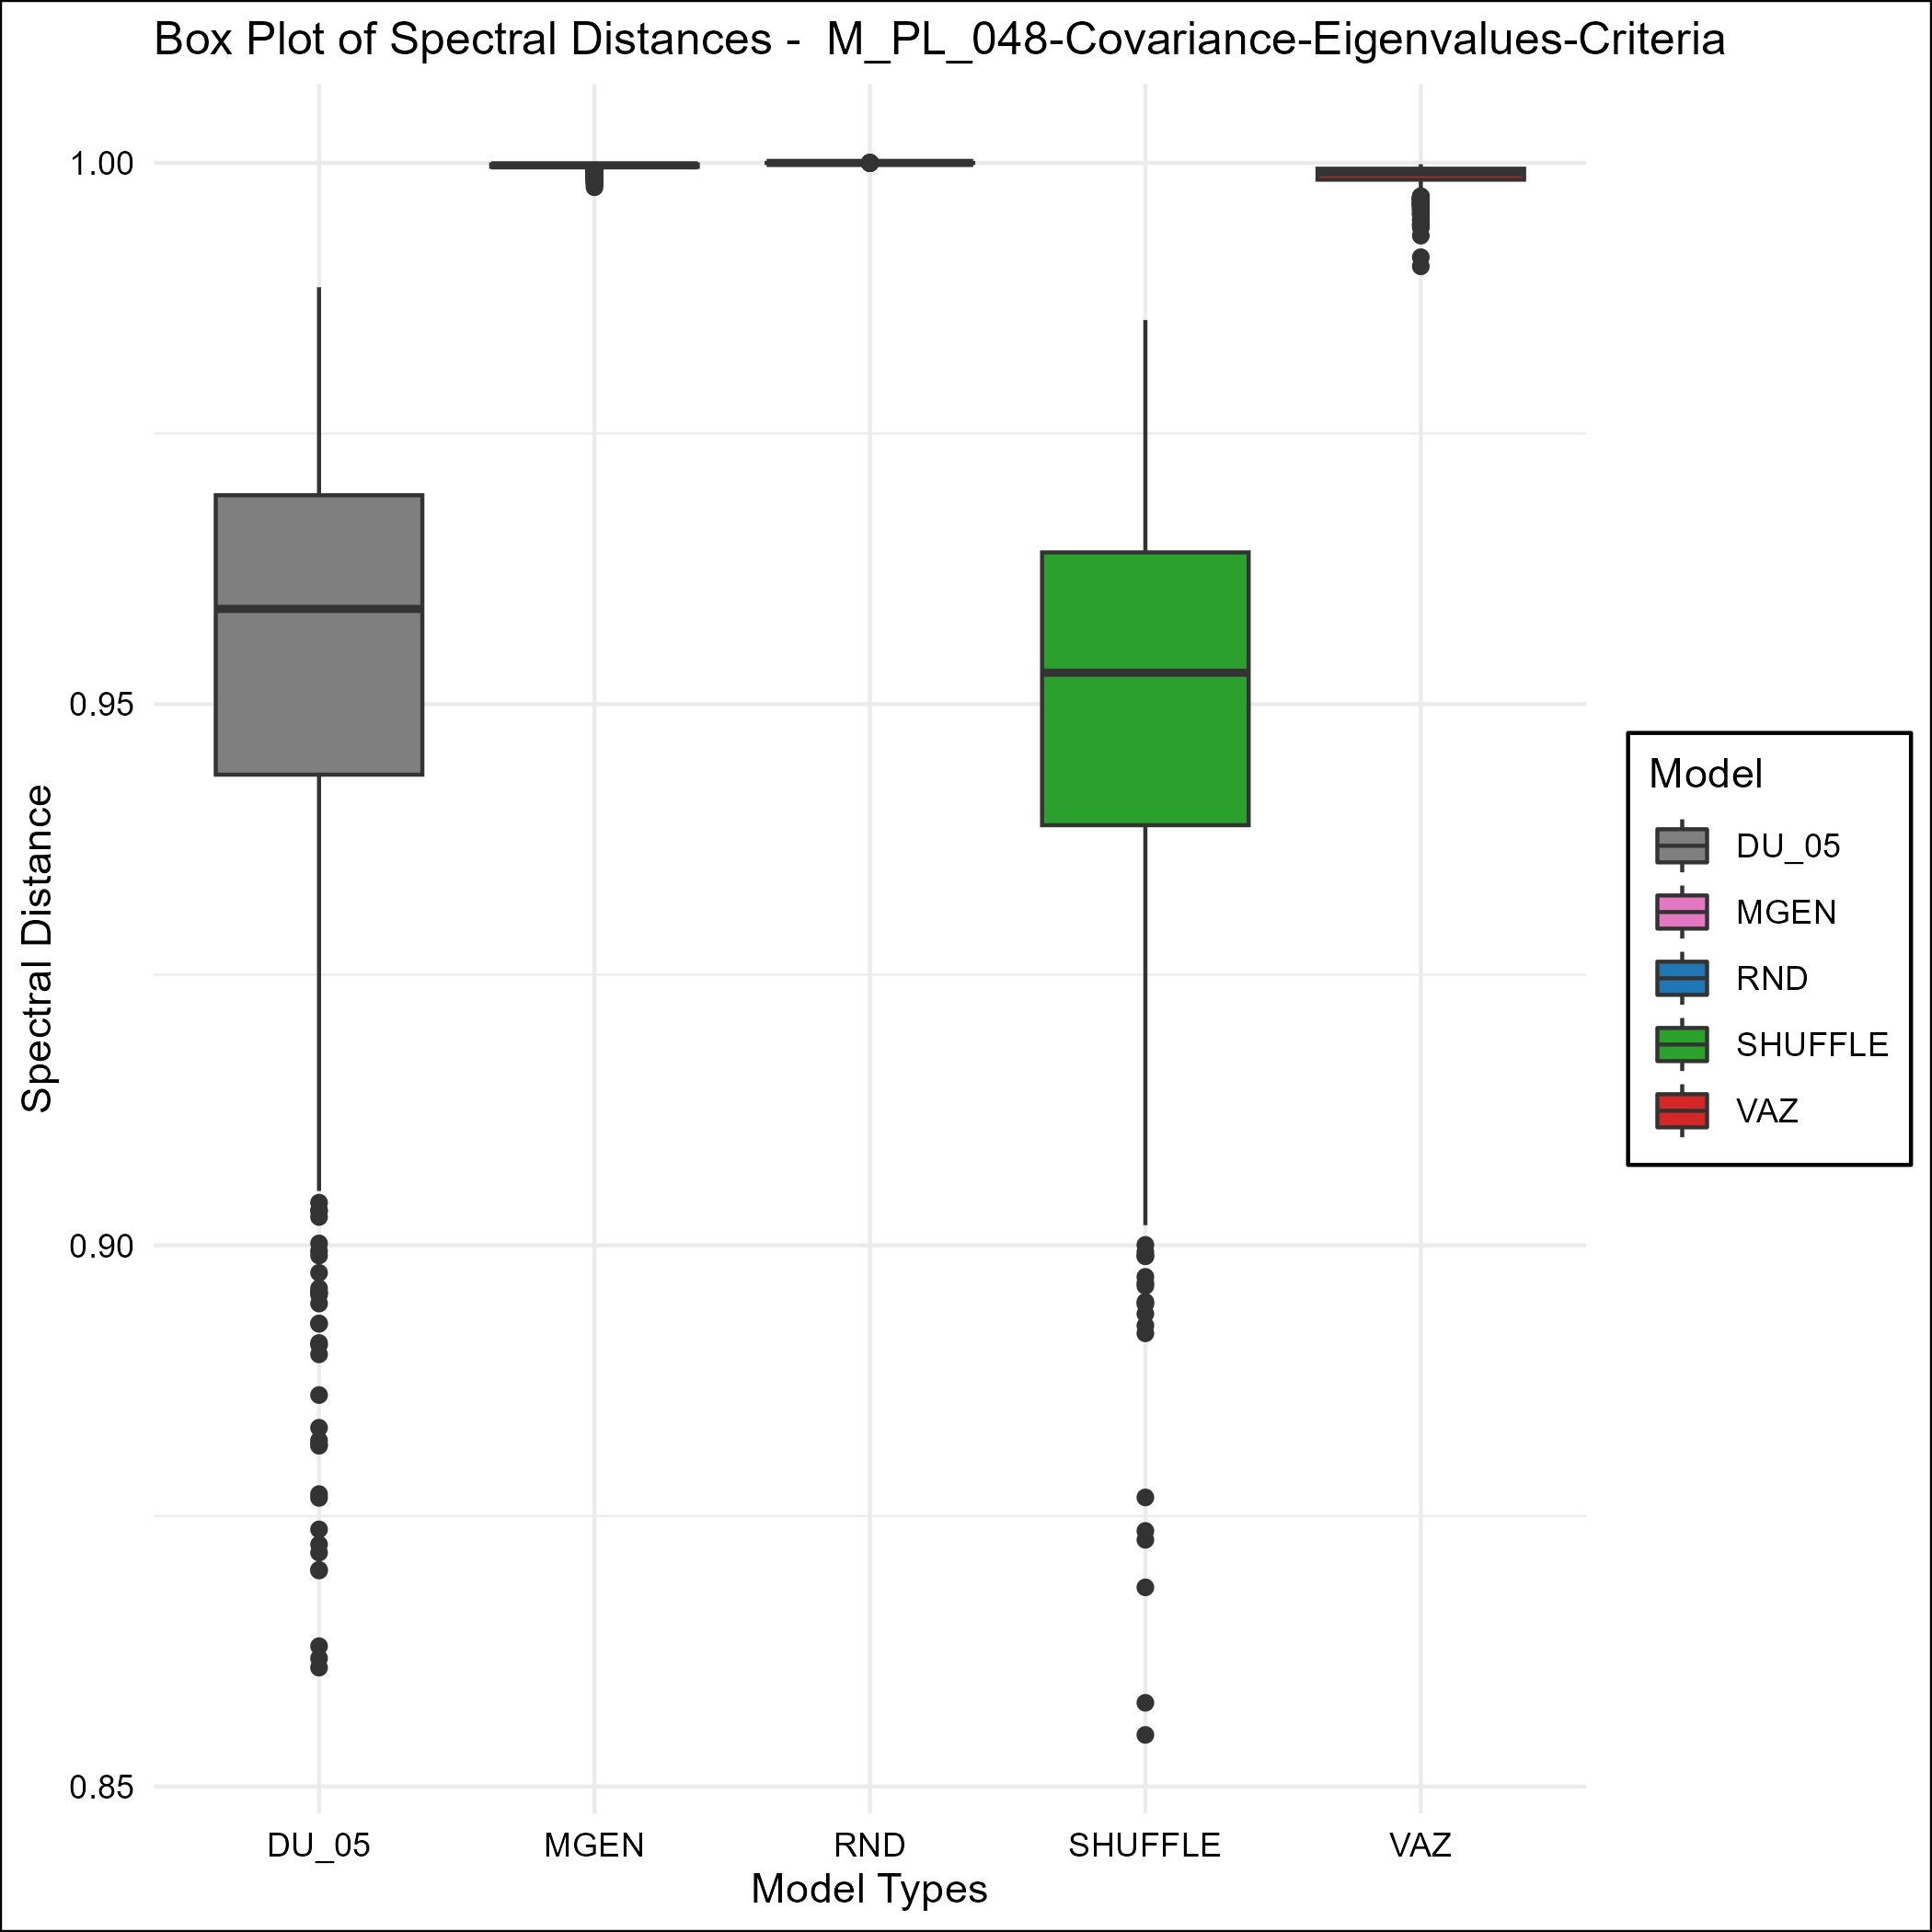 Box Plot of Spectral Distances -  M_PL_048-Covariance-Eigenvalues-Criteria
1.00
0.95
0.90
0.85
Spectral Distance
DU_05
MGEN
RND
SHUFFLE
VAZ
Model Types
Model
DU_05
MGEN
RND
SHUFFLE
VAZ